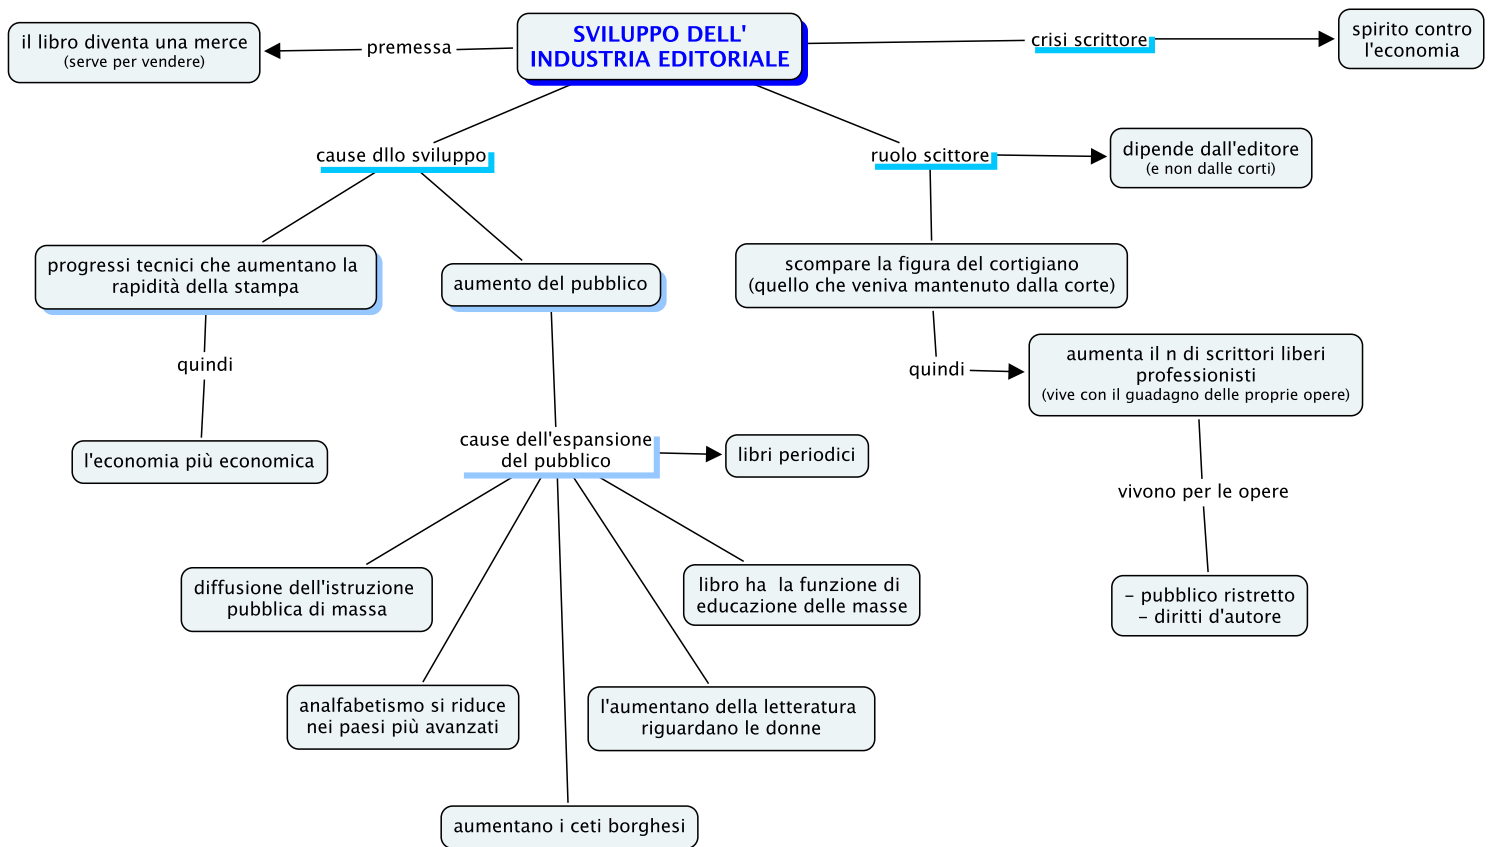 SVILUPPO DELL'
INDUSTRIA EDITORIALE
premessa
il libro diventa una merce
(serve per vendere)
crisi scrittore
spirito contro
l'economia
cause dllo sviluppo
ruolo scittore
dipende dall'editore
(e non dalle corti)
progressi tecnici che aumentano la
rapidità della stampa
aumento del pubblico
scompare la figura del cortigiano
(quello che veniva mantenuto dalla corte)
quindi
quindi
aumenta il n di scrittori liberi
professionisti
(vive con il guadagno delle proprie opere)
l'economia più economica
cause dell'espansione
del pubblico
libri periodici
vivono per le opere
diffusione dell'istruzione
pubblica di massa
libro ha  la funzione di
educazione delle masse
– pubblico ristretto
– diritti d'autore
analfabetismo si riduce
nei paesi più avanzati
l'aumentano della letteratura
riguardano le donne
aumentano i ceti borghesi